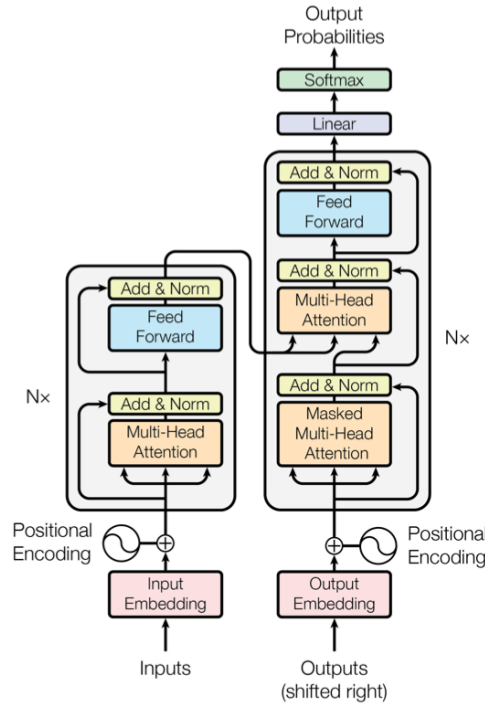 Output
Probabilities
Softmax
Linear
Add & Norm
Feed
Forward
Add & Norm
Multi-Head
Attention
Add & Norm
Masked
Multi-Head
Attention
N×
Add & Norm
Feed
Forward
Add & Norm
Multi-Head
Attention
N×
Positional
Encoding
Positional
Encoding
Input
Embedding
Output
Embedding
Inputs
Outputs
(shifted right)